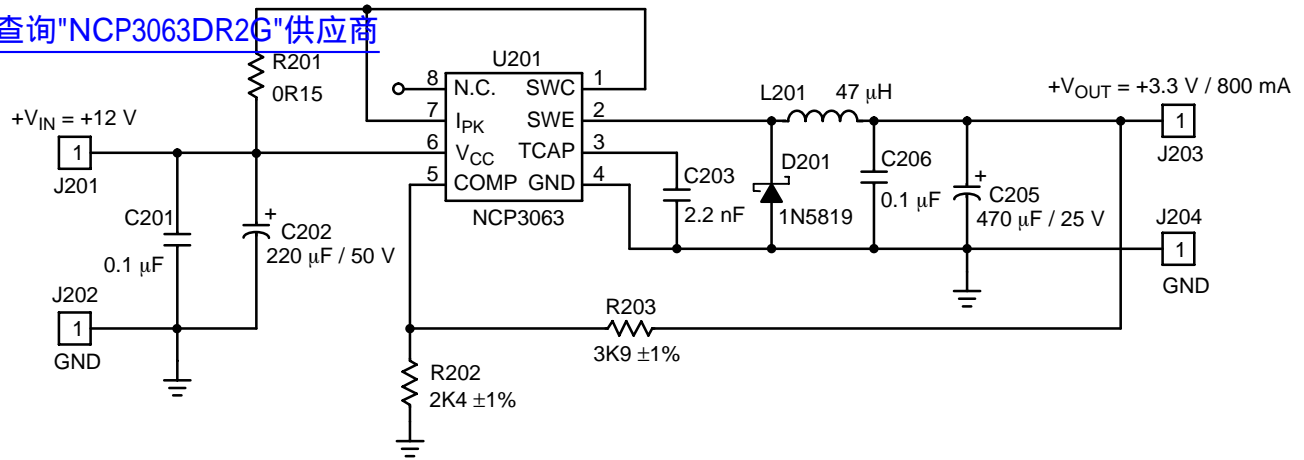 查询"NCP3063DR2G"供应商
R201
0R15
U201
8 N.C. SWC 1
7 IPK SWE 2
6 VCC TCAP 3
5 COMP GND 4
NCP3063
+VIN = +12 V
1
J201
C201
0.1 μF
+
C202
220 μF / 50 V
J202
1
GND
L201 47 μH
+VOUT = +3.3 V / 800 mA
1
J203
C203
2.2 nF
D201
1N5819
C206
0.1 μF
+
C205
470 μF / 25 V
J204
1
GND
R203
3K9 ±1%
R202
2K4 ±1%